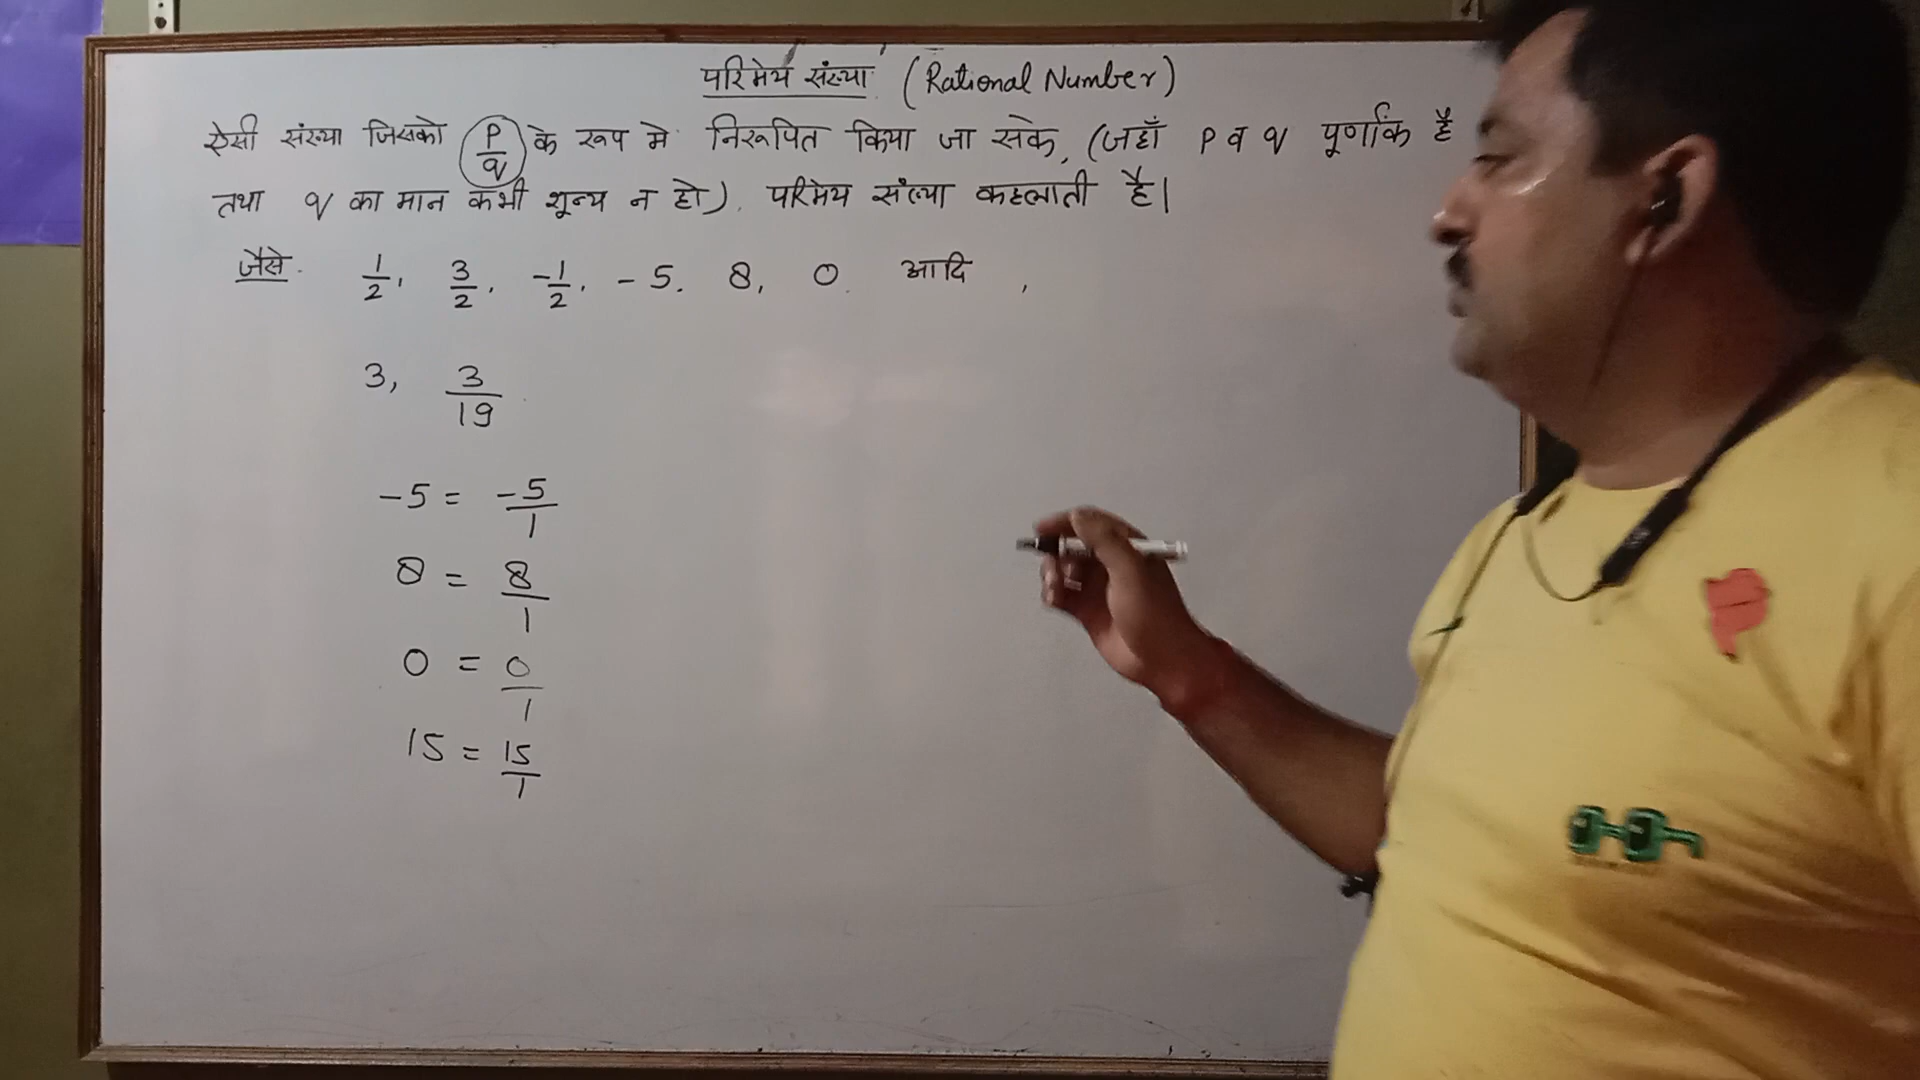 परिमेय संख्या (Rational Number)
ऐसी संख्या जिसको p/q के रूप मे निरूपित किया जा सके, (जहाँ p व q पूर्णांक है
तथा q का मान कभी शून्य न हो). परिमेय संख्या कहलाती है।
जैसे. 1/2, 3/2, -1/2, -5. 8, 0. आदि ,
3, 3/19
-5 = -5/1
8 = 8/1
0 = 0/1
15 = 15/1